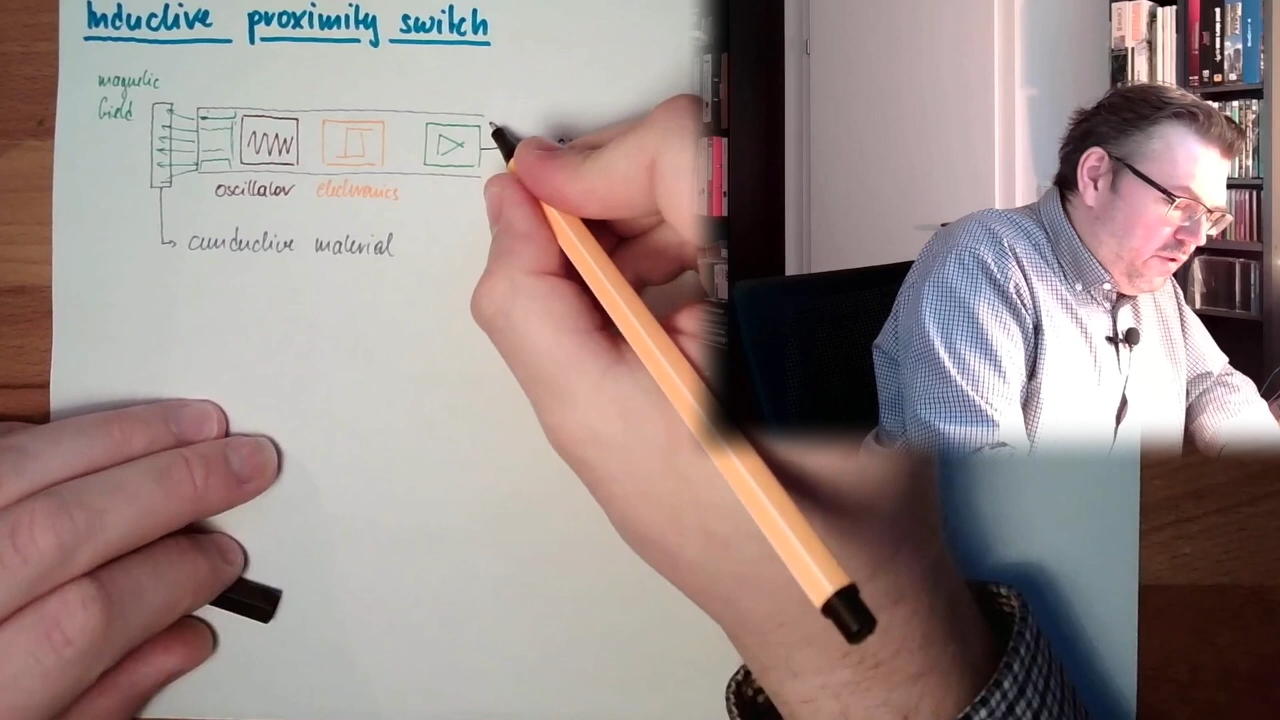 Inductive proximity switch
magnetic
field
oscillator electronics
conductive material